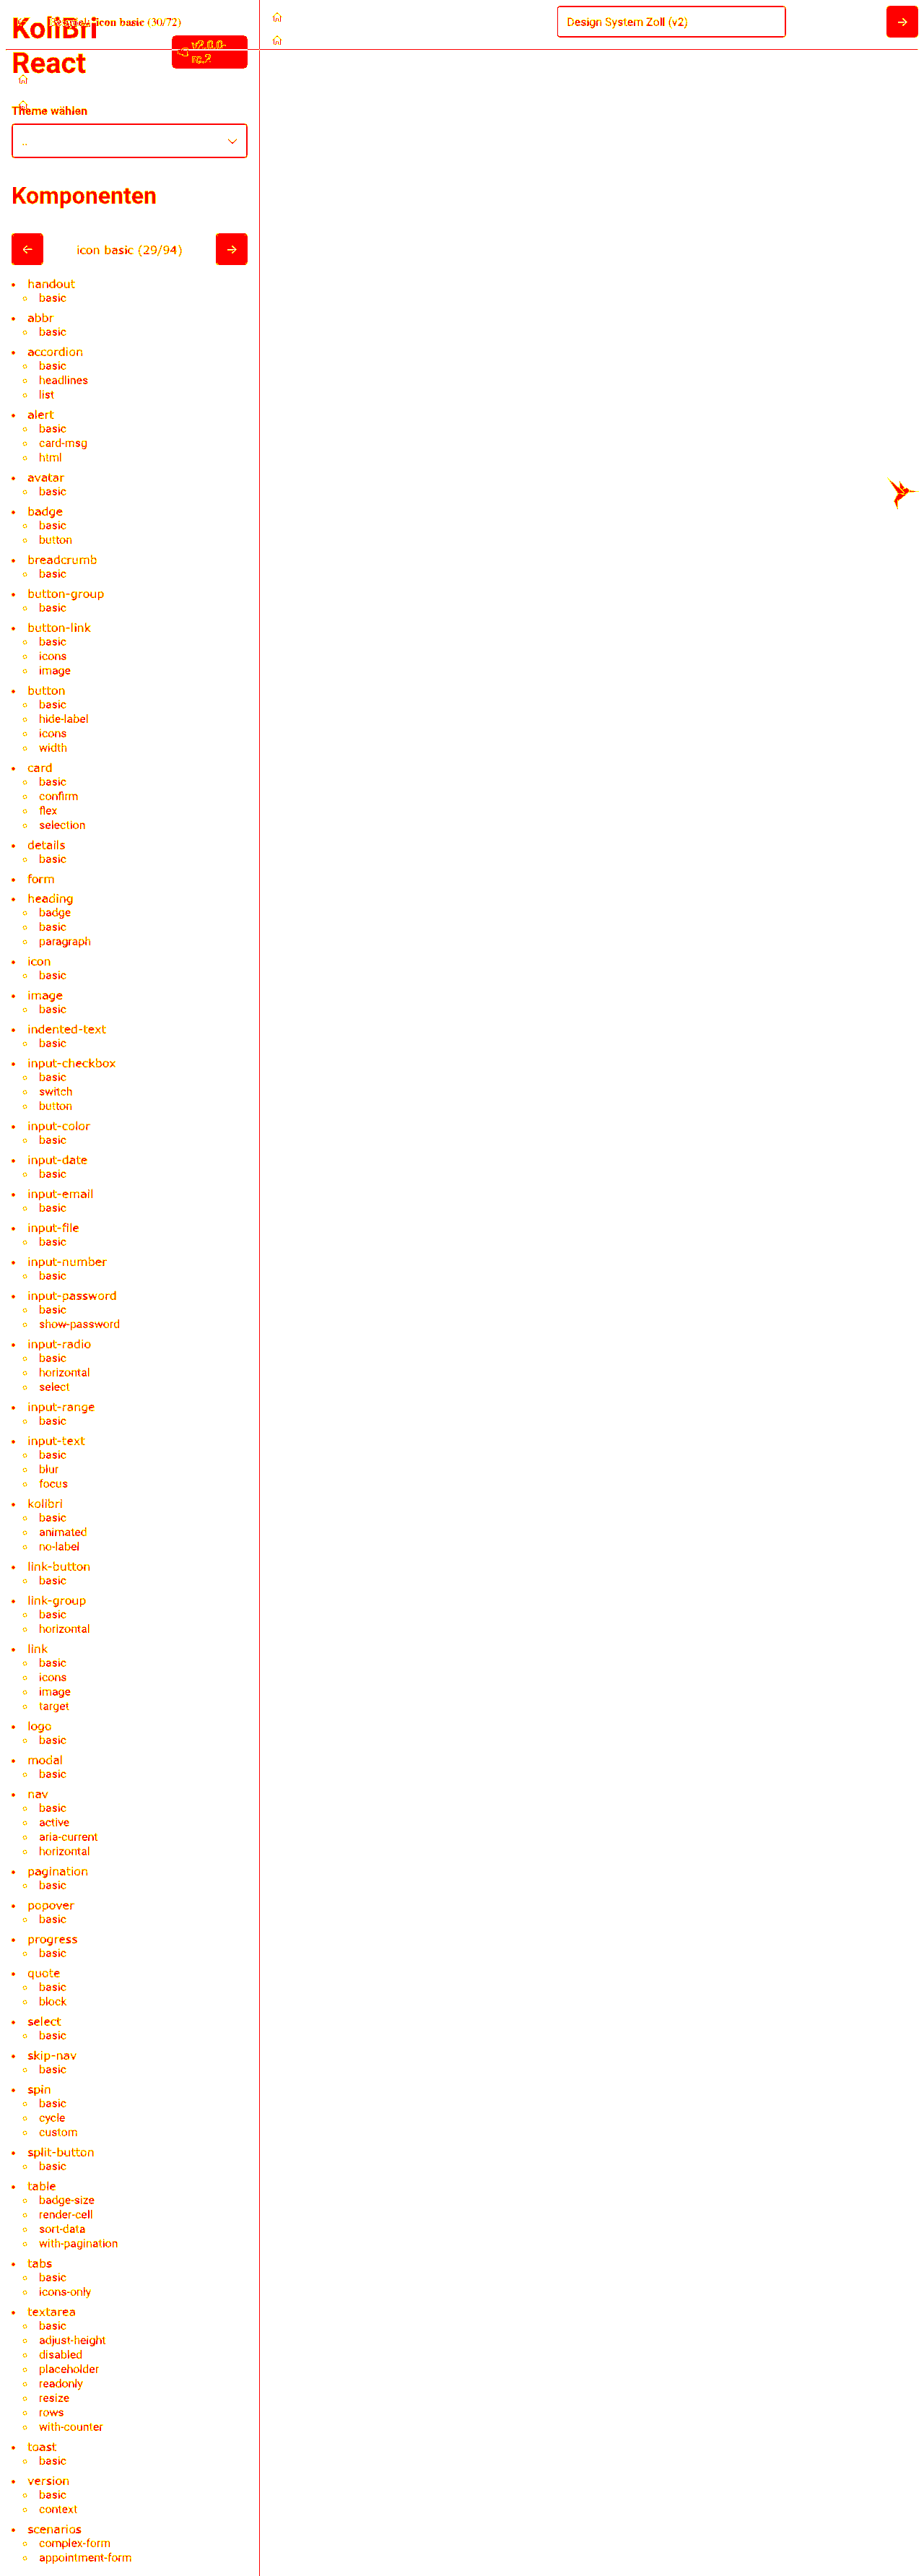 KoliBri
icon basic (30/72)
Design System Zoll (v2)
React
v2.0.0-
rc.2
Theme wählen
..
Komponenten
icon basic (29/94)
handout
basic
abbr
basic
accordion
basic
headlines
list
alert
basic
card-msg
html
avatar
basic
badge
basic
button
breadcrumb
basic
button-group
basic
button-link
basic
icons
image
button
basic
hide-label
icons
width
card
basic
confirm
flex
selection
details
basic
form
heading
badge
basic
paragraph
icon
basic
image
basic
indented-text
basic
input-checkbox
basic
switch
button
input-color
basic
input-date
basic
input-email
basic
input-file
basic
input-number
basic
input-password
basic
show-password
input-radio
basic
horizontal
select
input-range
basic
input-text
basic
blur
focus
kolibri
basic
animated
no-label
link-button
basic
link-group
basic
horizontal
link
basic
icons
image
target
logo
basic
modal
basic
nav
basic
active
aria-current
horizontal
pagination
basic
popover
basic
progress
basic
quote
basic
block
select
basic
skip-nav
basic
spin
basic
cycle
custom
split-button
basic
table
badge-size
render-cell
sort-data
with-pagination
tabs
basic
icons-only
textarea
basic
adjust-height
disabled
placeholder
readonly
resize
rows
with-counter
toast
basic
version
basic
context
scenarios
complex-form
appointment-form